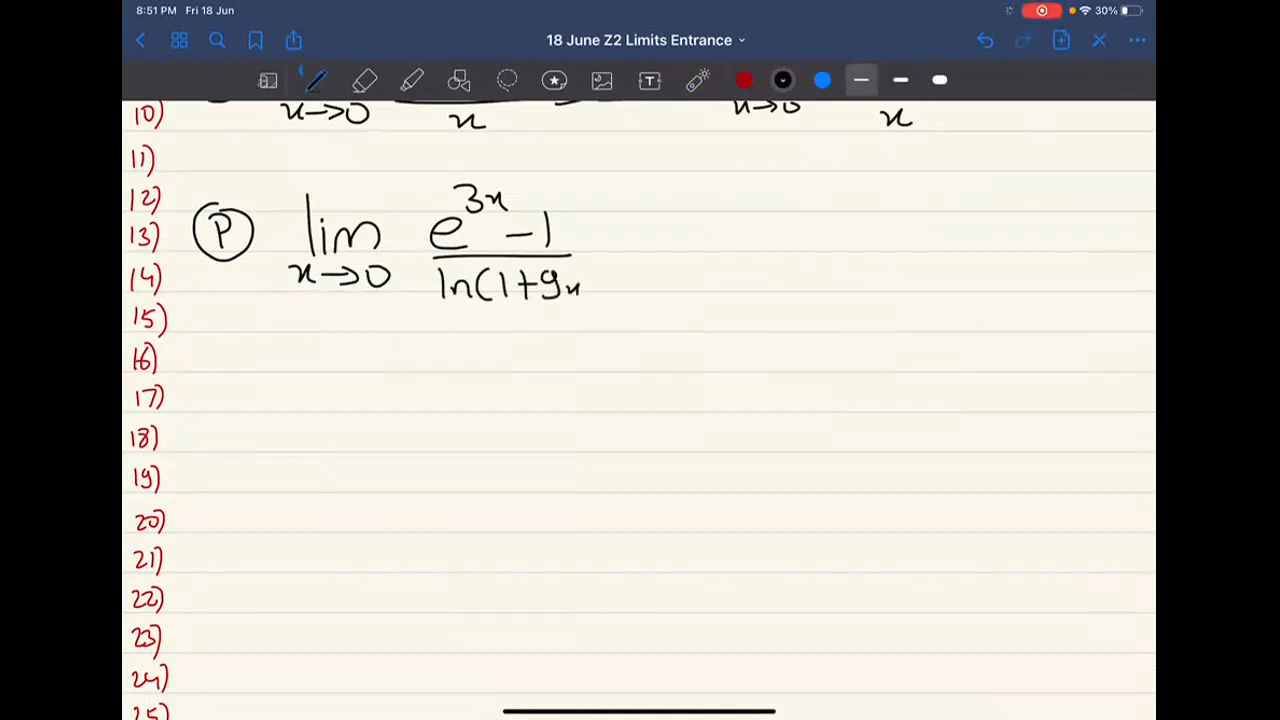 8:51 PM Fri 18 Jun
30%
18 June Z2 Limits Entrance
10) x→0 x x→0 x
11)
12)
13) P lim e^3x - 1
14) x→0 ln(1+9x
15)
16)
17)
18)
19)
20)
21)
22)
23)
24)
25)